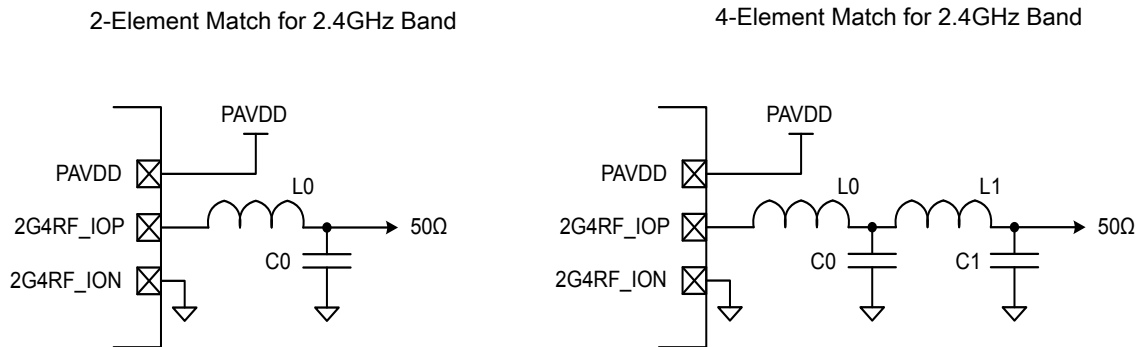 2-Element Match for 2.4GHz Band
4-Element Match for 2.4GHz Band
PAVDD
PAVDD
L0
2G4RF_IOP
50Ω
C0
2G4RF_ION
PAVDD
PAVDD
L0
L1
2G4RF_IOP
50Ω
C0
C1
2G4RF_ION